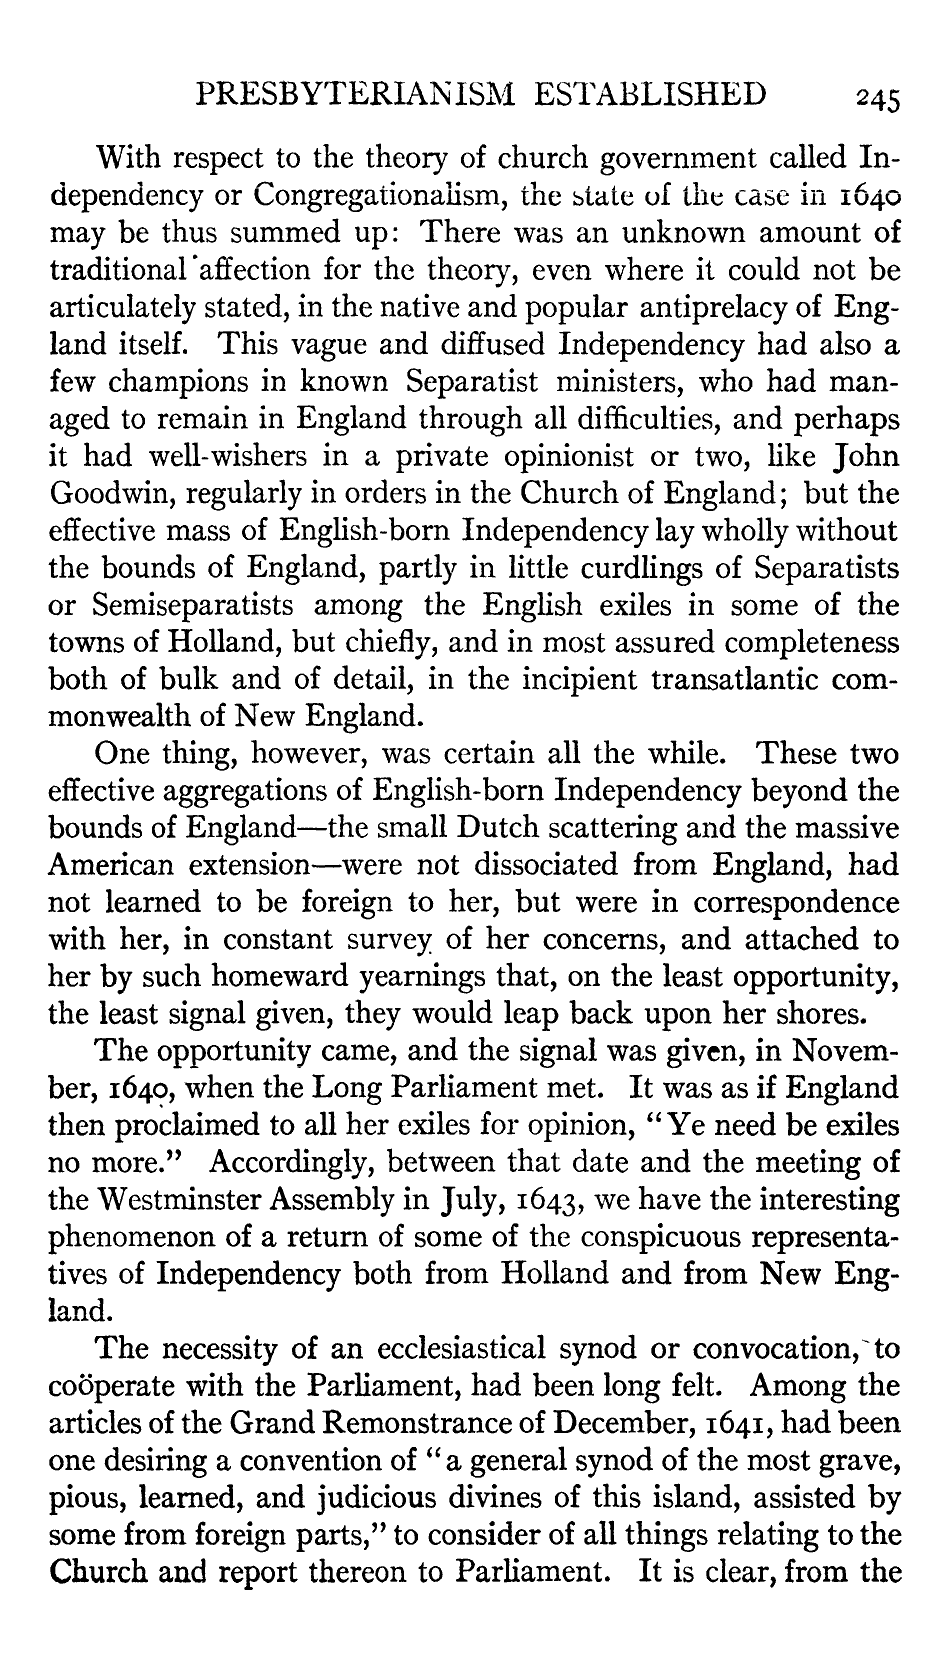 PRESBYTERIANISM ESTABLISHED 245
With respect to the theory of church government called In-
dependency or Congregationalism, the state of the case in 1640
may be thus summed up: There was an unknown amount of
traditional affection for the theory, even where it could not be
articulately stated, in the native and popular antiprelacy of Eng-
land itself. This vague and diffused Independency had also a
few champions in known Separatist ministers, who had man-
aged to remain in England through all difficulties, and perhaps
it had well-wishers in a private opinionist or two, like John
Goodwin, regularly in orders in the Church of England; but the
effective mass of English-born Independency lay wholly without
the bounds of England, partly in little curdlings of Separatists
or Semiseparatists among the English exiles in some of the
towns of Holland, but chiefly, and in most assured completeness
both of bulk and of detail, in the incipient transatlantic com-
monwealth of New England.
One thing, however, was certain all the while. These two
effective aggregations of English-born Independency beyond the
bounds of England—the small Dutch scattering and the massive
American extension—were not dissociated from England, had
not learned to be foreign to her, but were in correspondence
with her, in constant survey of her concerns, and attached to
her by such homeward yearnings that, on the least opportunity,
the least signal given, they would leap back upon her shores.
The opportunity came, and the signal was given, in Novem-
ber, 1640, when the Long Parliament met. It was as if England
then proclaimed to all her exiles for opinion, "Ye need be exiles
no more." Accordingly, between that date and the meeting of
the Westminster Assembly in July, 1643, we have the interesting
phenomenon of a return of some of the conspicuous representa-
tives of Independency both from Holland and from New Eng-
land.
The necessity of an ecclesiastical synod or convocation, to
coöperate with the Parliament, had been long felt. Among the
articles of the Grand Remonstrance of December, 1641, had been
one desiring a convention of "a general synod of the most grave,
pious, learned, and judicious divines of this island, assisted by
some from foreign parts," to consider of all things relating to the
Church and report thereon to Parliament. It is clear, from the